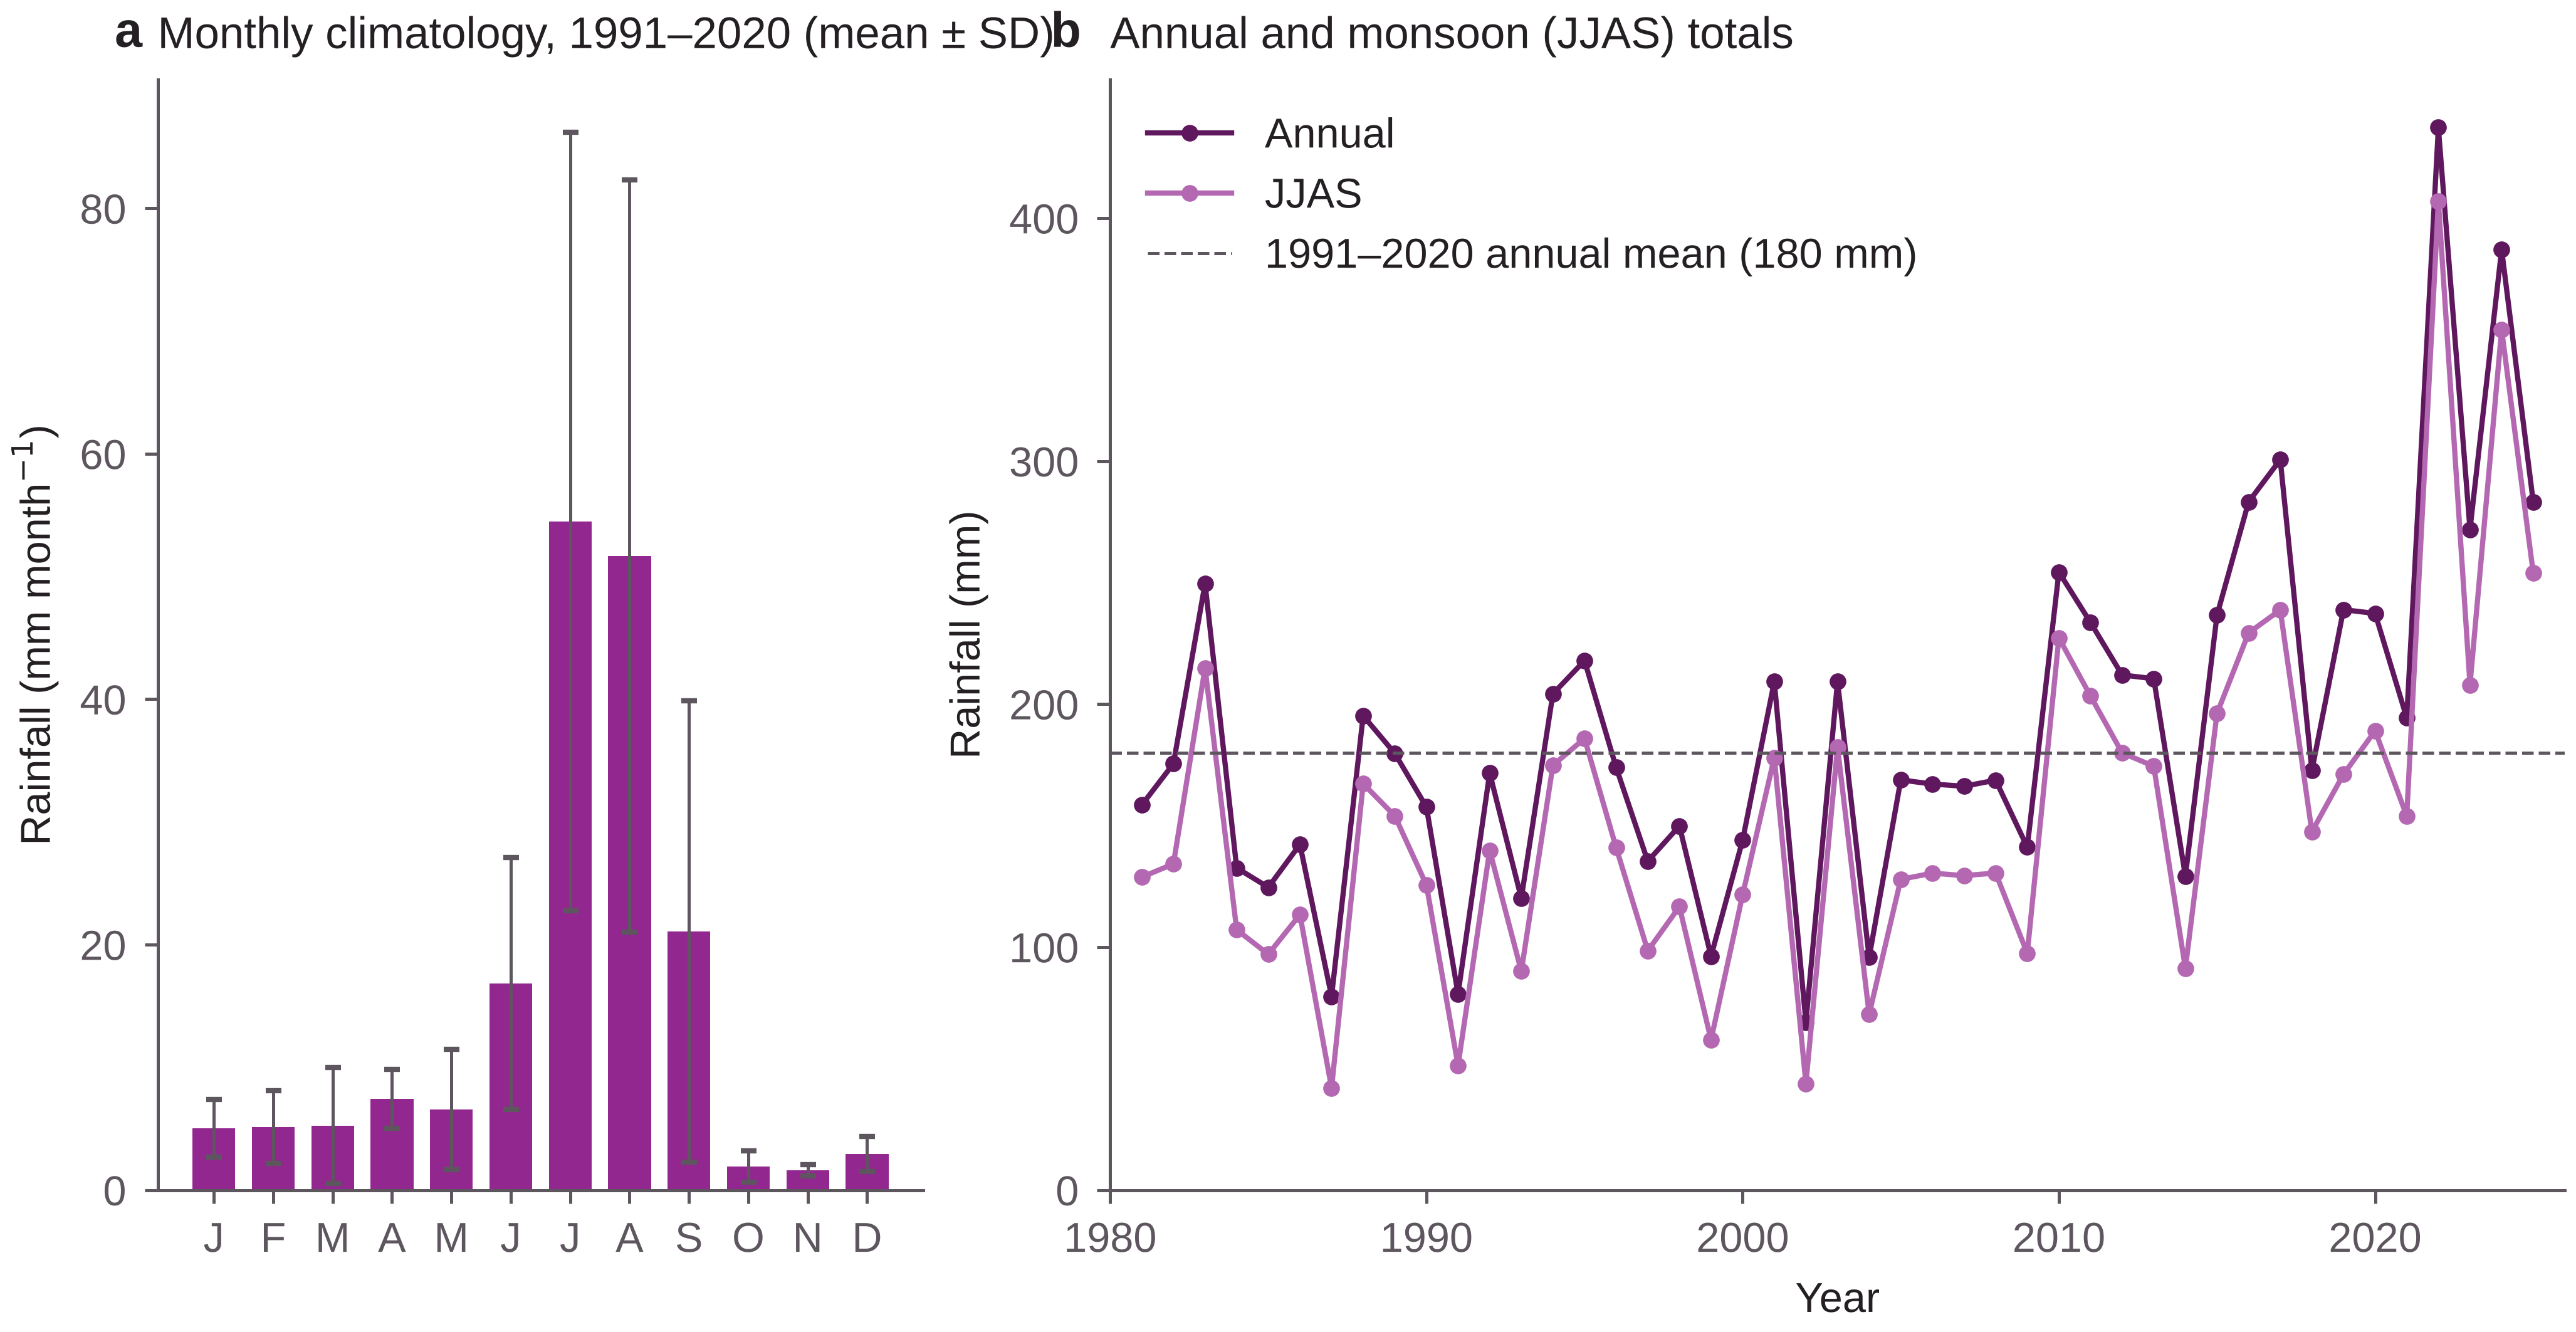 a Monthly climatology, 1991–2020 (mean ± SD)
Rainfall (mm month⁻¹)
80
60
40
20
0
J F M A M J J A S O N D
b Annual and monsoon (JJAS) totals
Annual
JJAS
1991–2020 annual mean (180 mm)
Rainfall (mm)
400
300
200
100
0
1980 1990 2000 2010 2020
Year